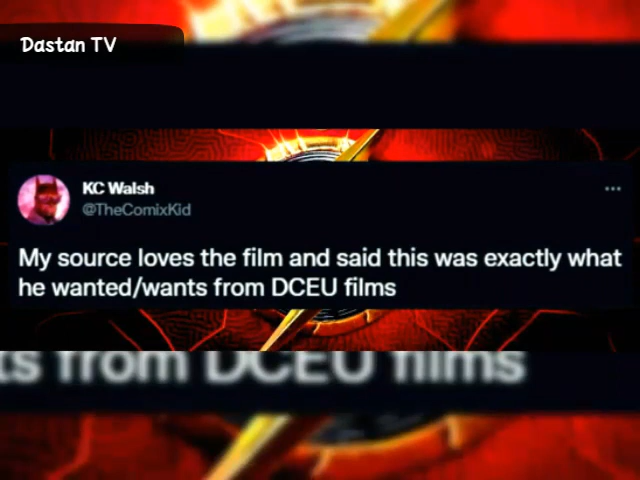 Dastan TV
KC Walsh
@TheComixKid
My source loves the film and said this was exactly what
he wanted/wants from DCEU films
ts from DCEU films